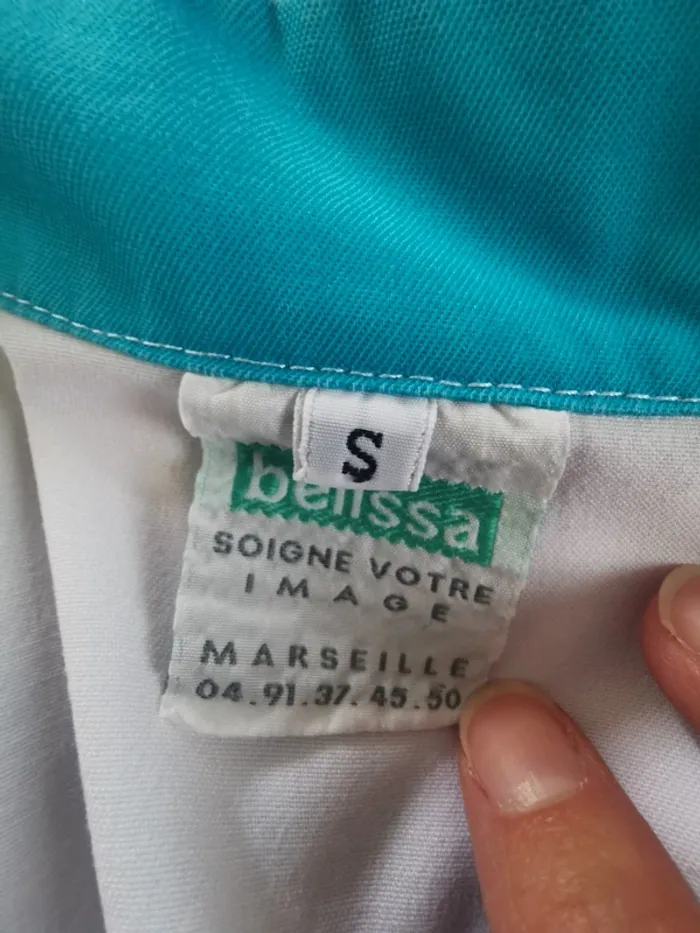 S
belissa
SOIGNE VOTRE
IMAGE
MARSEILLE
04.91.37.45.50